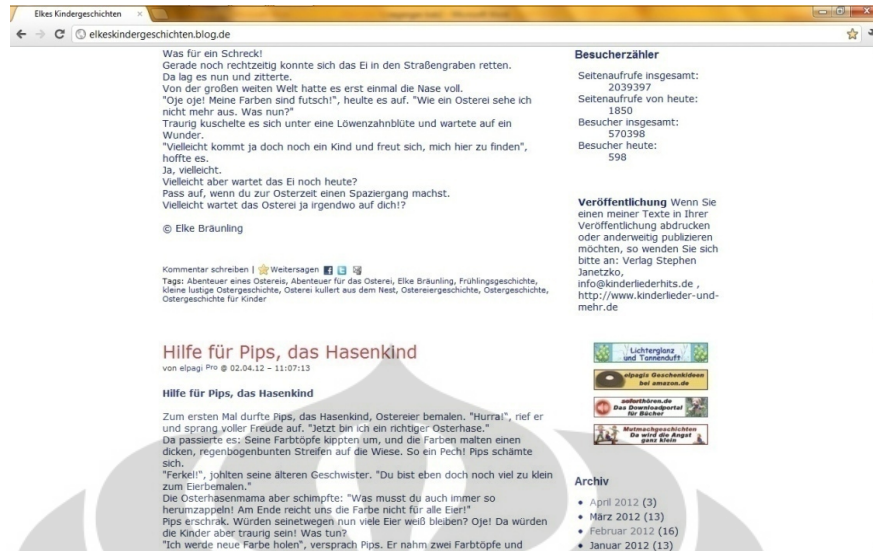 Elkes Kindergeschichten
elkeskindergeschichten.blog.de
Was für ein Schreck!
Gerade noch rechtzeitig konnte sich das Ei in den Straßengraben retten.
Da lag es nun und zitterte.
Von der großen weiten Welt hatte es erst einmal die Nase voll.
"Oje oje! Meine Farben sind futsch!", heulte es auf. "Wie ein Osterei sehe ich
nicht mehr aus. Was nun?"
Traurig kuschelte es sich unter eine Löwenzahnblüte und wartete auf ein
Wunder.
"Vielleicht kommt ja doch noch ein Kind und freut sich, mich hier zu finden",
hoffte es.
Ja, vielleicht.
Vielleicht aber wartet das Ei noch heute?
Pass auf, wenn du zur Osterzeit einen Spaziergang machst.
Vielleicht wartet das Osterei ja irgendwo auf dich!?
© Elke Bräunling
Kommentar schreiben | Weitersagen
Tags: Abenteuer eines Ostereis, Abenteuer für das Osterei, Elke Bräunling, Frühlingsgeschichte,
kleine lustige Ostergeschichte, Osterei kullert aus dem Nest, Ostereiergeschichte, Ostergeschichte,
Ostergeschichte für Kinder
Hilfe für Pips, das Hasenkind
von elpagi Pro @ 02.04.12 – 11:07:13
Hilfe für Pips, das Hasenkind
Zum ersten Mal durfte Pips, das Hasenkind, Ostereier bemalen. "Hurra!", rief er
und sprang voller Freude auf. "Jetzt bin ich ein richtiger Osterhase."
Da passierte es: Seine Farbtöpfe kippten um, und die Farben malten einen
dicken, regenbogenbunten Streifen auf die Wiese. So ein Pech! Pips schämte
sich.
"Ferkel!", johlten seine älteren Geschwister. "Du bist eben doch noch viel zu klein
zum Eierbemalen."
Die Osterhasenmama aber schimpfte: "Was musst du auch immer so
herumzappeln! Am Ende reicht uns die Farbe nicht für alle Eier!"
Pips erschrak. Würden seinetwegen nun viele Eier weiß bleiben? Oje! Da würden
die Kinder aber traurig sein! Was tun?
"Ich werde neue Farbe holen", versprach Pips. Er nahm zwei Farbtöpfe und
Besucherzähler
Seitenaufrufe insgesamt:
2039397
Seitenaufrufe von heute:
1850
Besucher insgesamt:
570398
Besucher heute:
598
Veröffentlichung Wenn Sie
einen meiner Texte in Ihrer
Veröffentlichung abdrucken
oder anderweitig publizieren
möchten, so wenden Sie sich
bitte an: Verlag Stephen
Janetzko,
info@kinderliederhits.de ,
http://www.kinderlieder-und-
mehr.de
Lichterglanz
und Tannenduft
elpagis Geschenkideen
bei amazon.de
soforthören.de
Das Downloadportal
für Bücher
Mutmachgeschichten
Da wird die Angst
ganz klein
Archiv
April 2012 (3)
März 2012 (13)
Februar 2012 (16)
Januar 2012 (13)